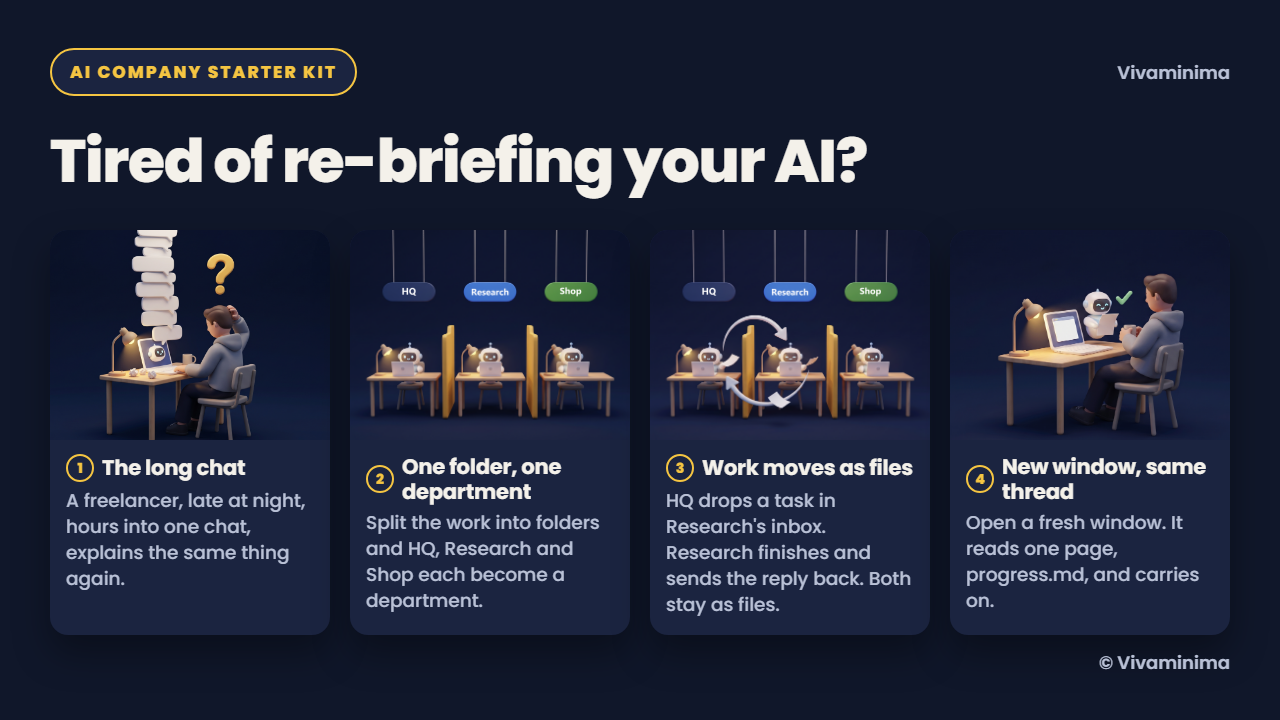 AI COMPANY STARTER KIT
Vivaminima
Tired of re-briefing your AI?
?
HQ
Research
Shop
HQ
Research
Shop
1 The long chat
A freelancer, late at night,
hours into one chat,
explains the same thing
again.
2 One folder, one
department
Split the work into folders
and HQ, Research and
Shop each become a
department.
3 Work moves as files
HQ drops a task in
Research's inbox.
Research finishes and
sends the reply back. Both
stay as files.
4 New window, same
thread
Open a fresh window. It
reads one page,
progress.md, and carries
on.
© Vivaminima